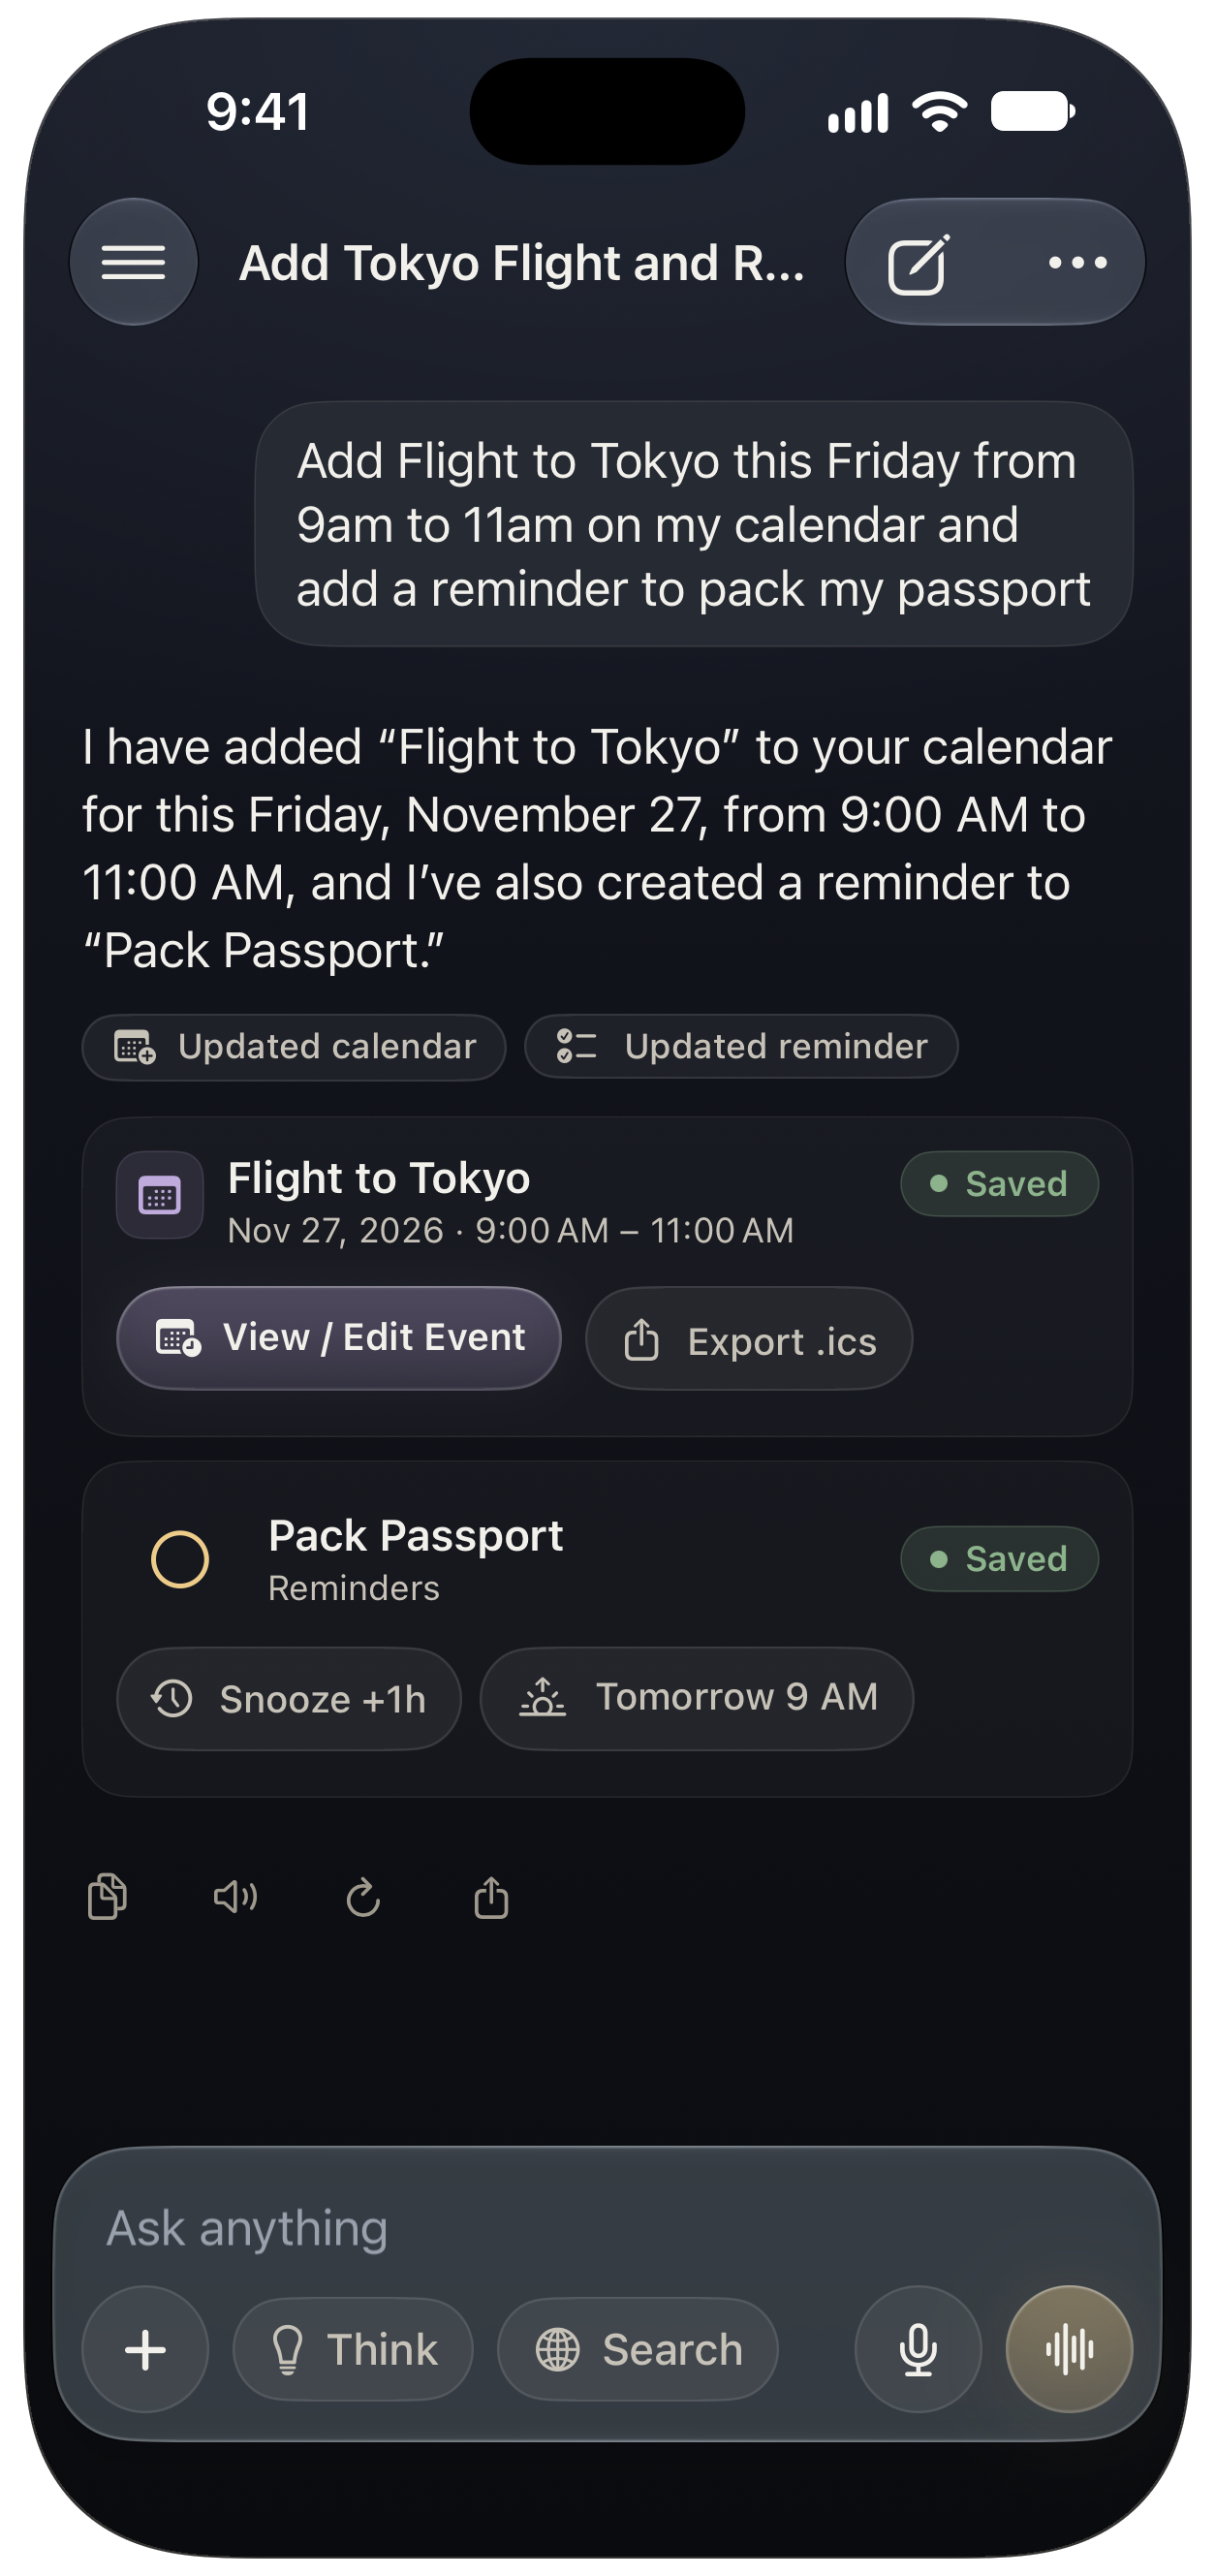 9:41
Add Tokyo Flight and R...
Add Flight to Tokyo this Friday from
9am to 11am on my calendar and
add a reminder to pack my passport
I have added “Flight to Tokyo” to your calendar
for this Friday, November 27, from 9:00 AM to
11:00 AM, and I’ve also created a reminder to
“Pack Passport.”
Updated calendar
Updated reminder
Flight to Tokyo
Saved
Nov 27, 2026 · 9:00 AM – 11:00 AM
View / Edit Event
Export .ics
Pack Passport
Saved
Reminders
Snooze +1h
Tomorrow 9 AM
Ask anything
Think
Search